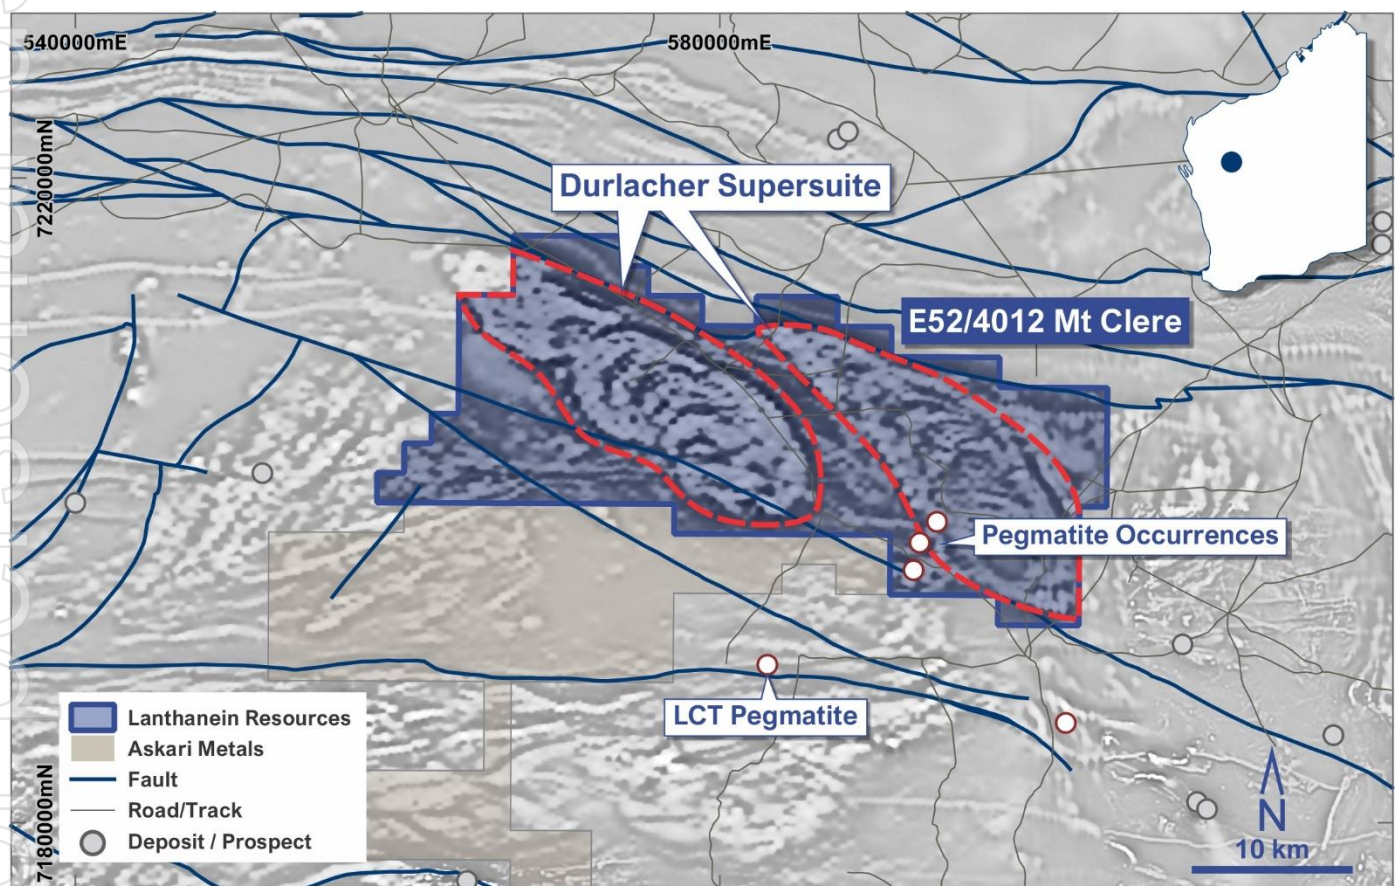 540000mE
580000mE
7220000mN
Durlacher Supersuite
E52/4012 Mt Clere
Pegmatite Occurrences
LCT Pegmatite
Lanthanein Resources
Askari Metals
Fault
Road/Track
Deposit / Prospect
7180000mN
N
10 km